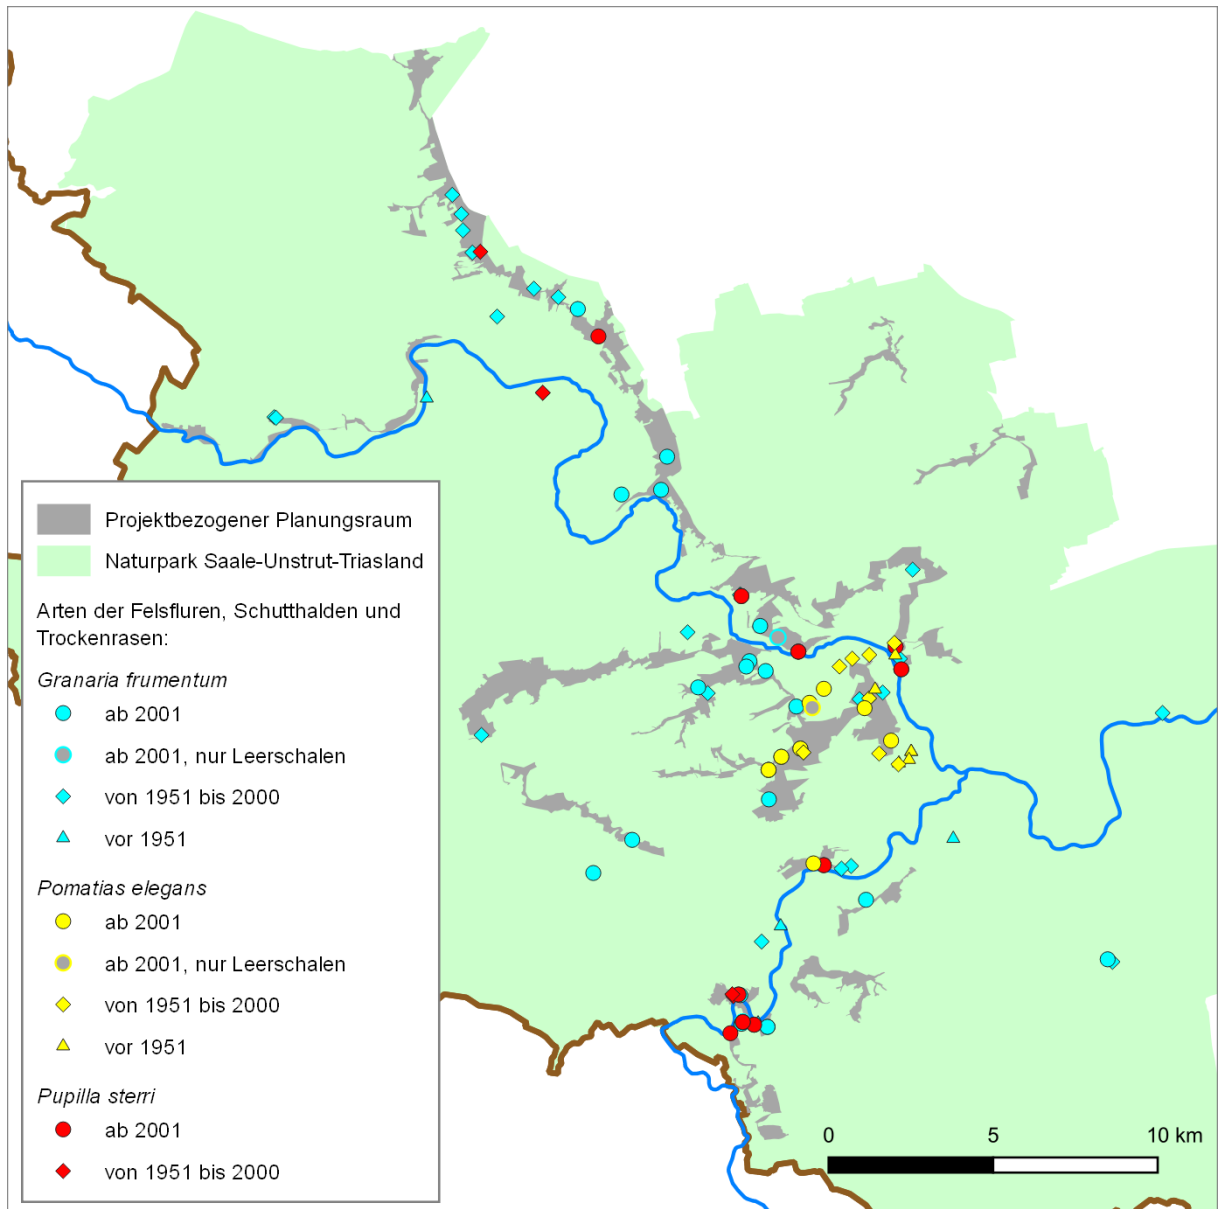 Projektbezogener Planungsraum
Naturpark Saale-Unstrut-Triasland
Arten der Felsfluren, Schutthalden und
Trockenrasen:
Granaria frumentum
ab 2001
ab 2001, nur Leerschalen
von 1951 bis 2000
vor 1951
Pomatias elegans
ab 2001
ab 2001, nur Leerschalen
von 1951 bis 2000
vor 1951
Pupilla sterri
ab 2001
von 1951 bis 2000
0 5 10 km